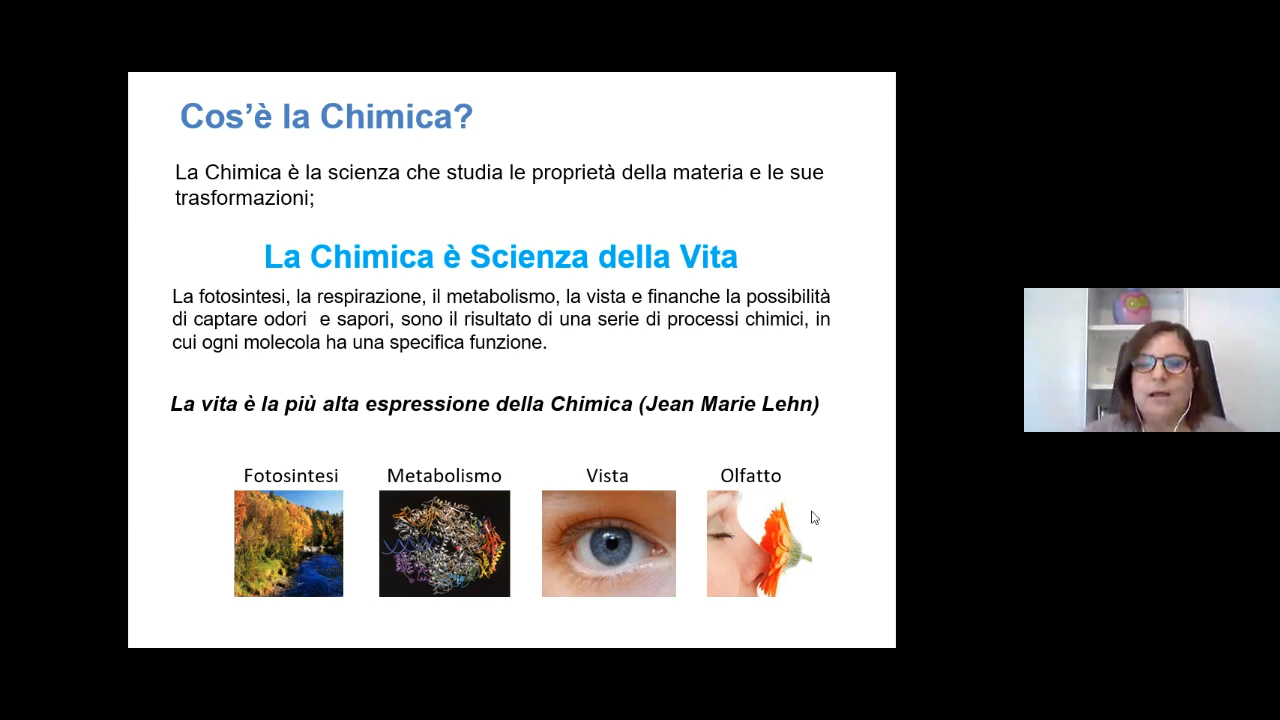 Cos’è la Chimica?
La Chimica è la scienza che studia le proprietà della materia e le sue
trasformazioni;
La Chimica è Scienza della Vita
La fotosintesi, la respirazione, il metabolismo, la vista e finanche la possibilità
di captare odori e sapori, sono il risultato di una serie di processi chimici, in
cui ogni molecola ha una specifica funzione.
La vita è la più alta espressione della Chimica (Jean Marie Lehn)
Fotosintesi Metabolismo Vista Olfatto